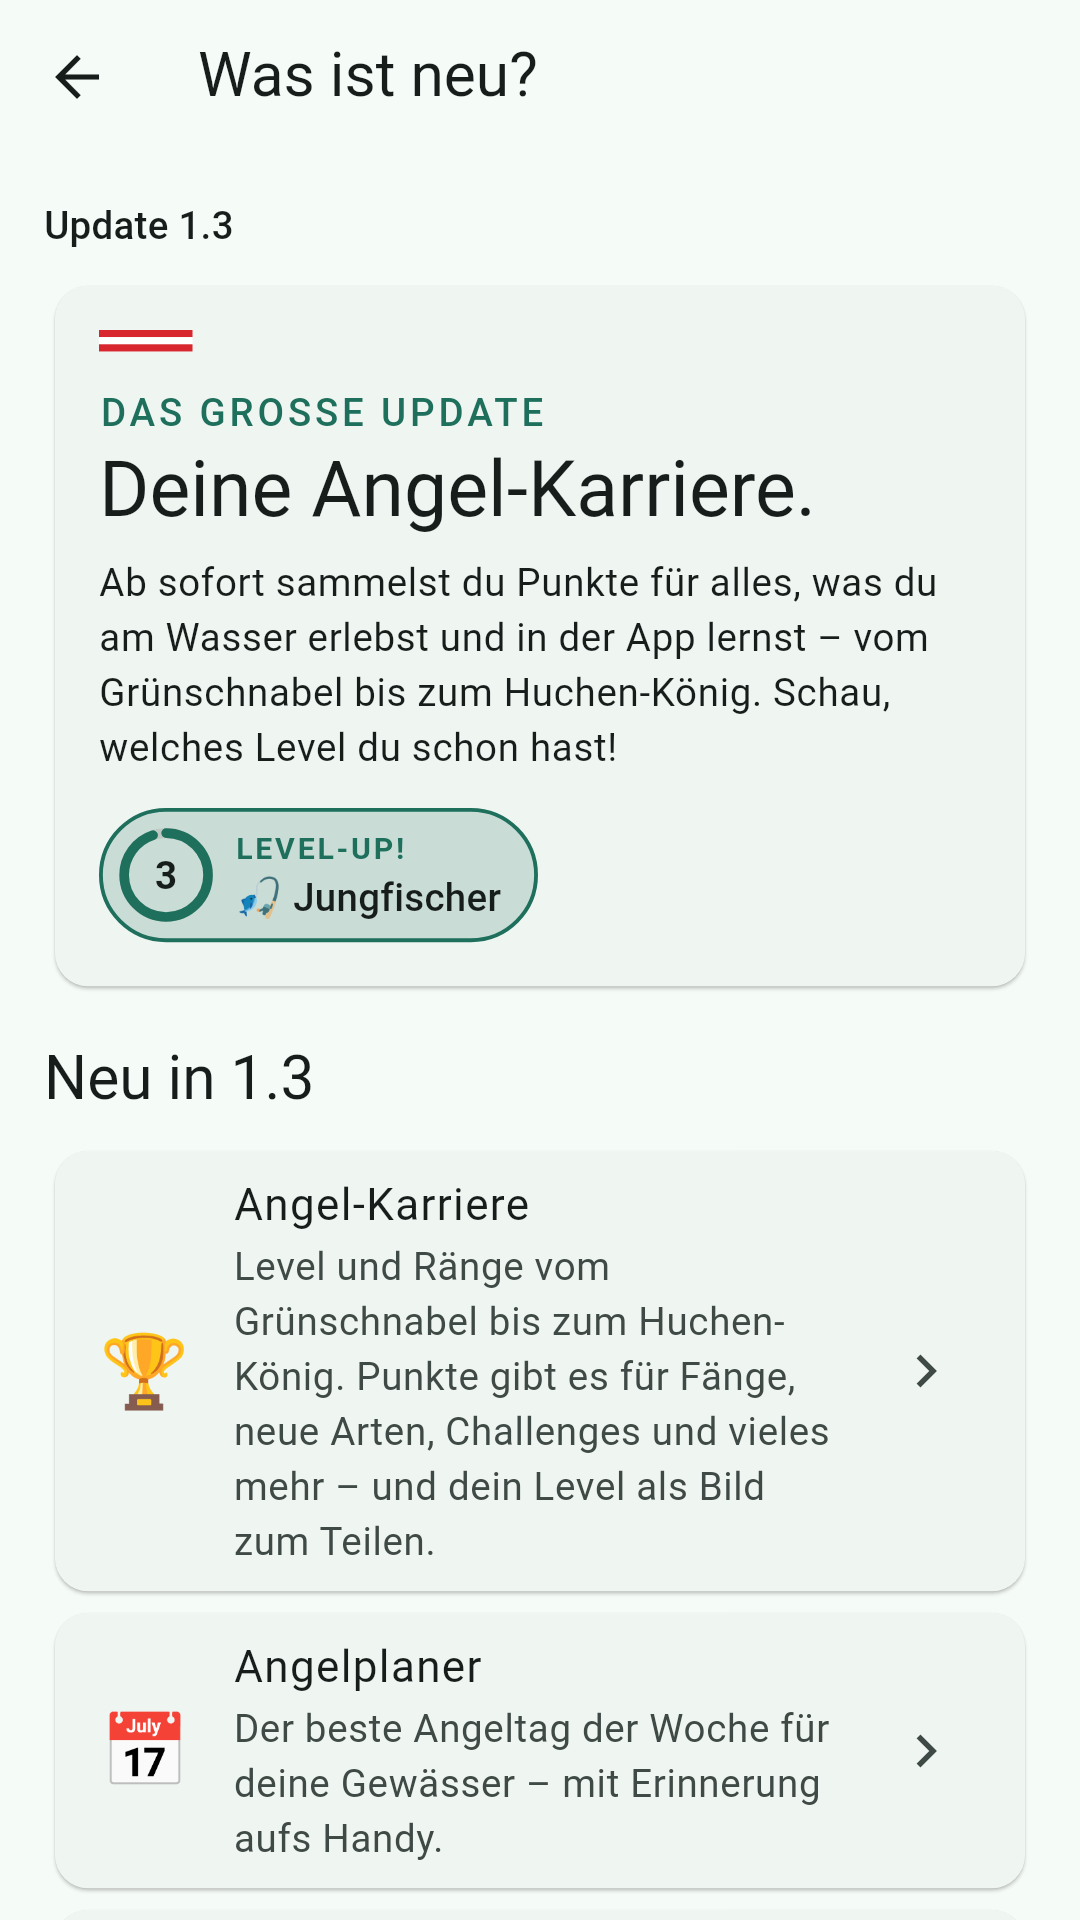 Was ist neu?
Update 1.3
DAS GROSSE UPDATE
Deine Angel-Karriere.
Ab sofort sammelst du Punkte für alles, was du
am Wasser erlebst und in der App lernst – vom
Grünschnabel bis zum Huchen-König. Schau,
welches Level du schon hast!
3
LEVEL-UP!
🎣 Jungfischer
Neu in 1.3
Angel-Karriere
Level und Ränge vom
Grünschnabel bis zum Huchen-
König. Punkte gibt es für Fänge,
neue Arten, Challenges und vieles
mehr – und dein Level als Bild
zum Teilen.
Angelplaner
July
17
Der beste Angeltag der Woche für
deine Gewässer – mit Erinnerung
aufs Handy.